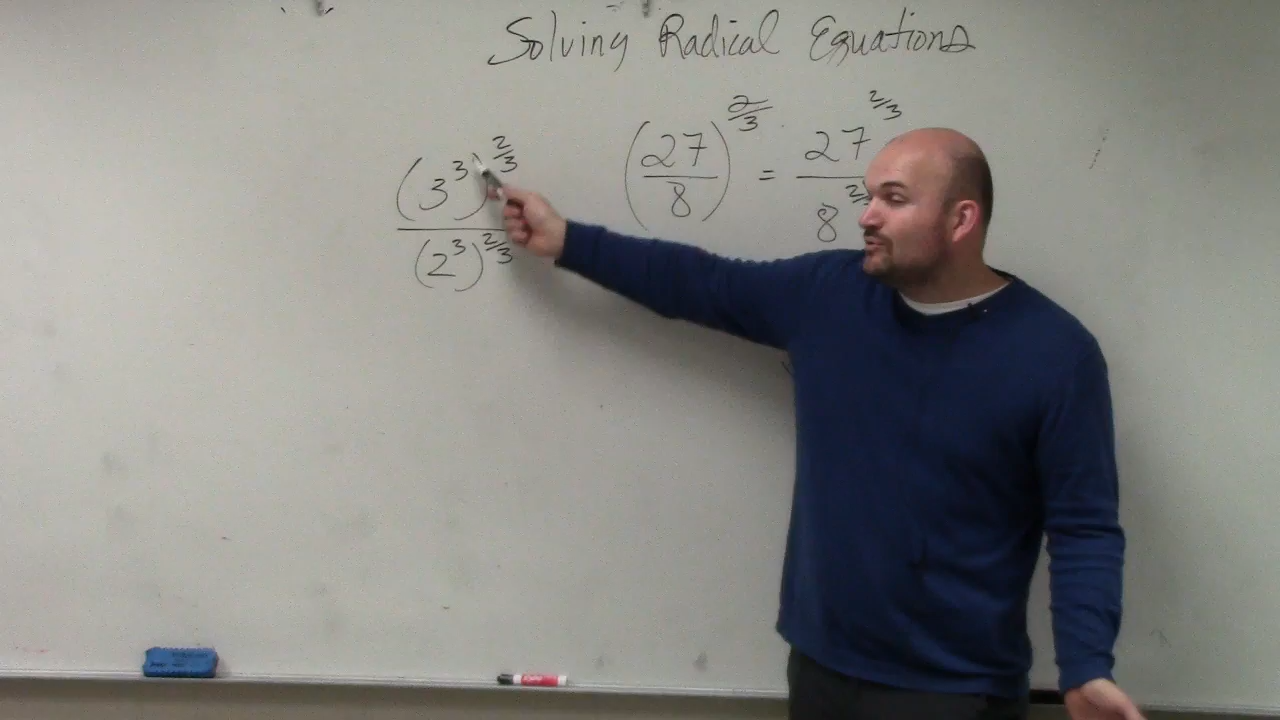 Solving Radical Equations
(27/8)^2/3 = 27^2/3 / 8^2/3
(3^3)^2/3 / (2^3)^2/3